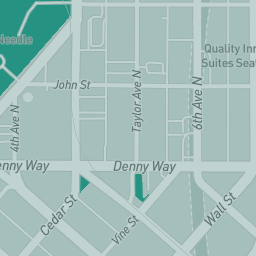 Needle
Quality Inn
Suites Seat
John St
Taylor Ave N
6th Ave N
4th Ave N
enny Way
Denny Way
Cedar St
Vine St
Wall St